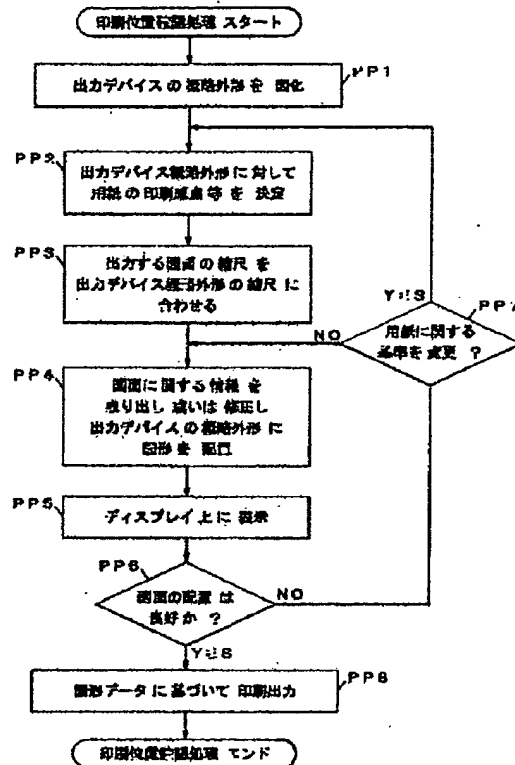 印刷位置確認処理 スタート
出力デバイスの概略外形を 図化
PP1
PP2
出力デバイス概略外形に対して
用紙の印刷原点等を 決定
PP3
出力する図面の縮尺を
出力デバイス概略外形の縮尺に
合わせる
YES
PP7
NO
用紙に関する
基準を変更 ?
PP4
図面に関する情報を
取り出し 或いは 修正し
出力デバイスの概略外形に
図形を 配置
PP5
ディスプレイ上に 表示
PP6
図面の配置は
良好か ?
NO
YES
図形データに基づいて 印刷出力
PP8
印刷位置確認処理 エンド